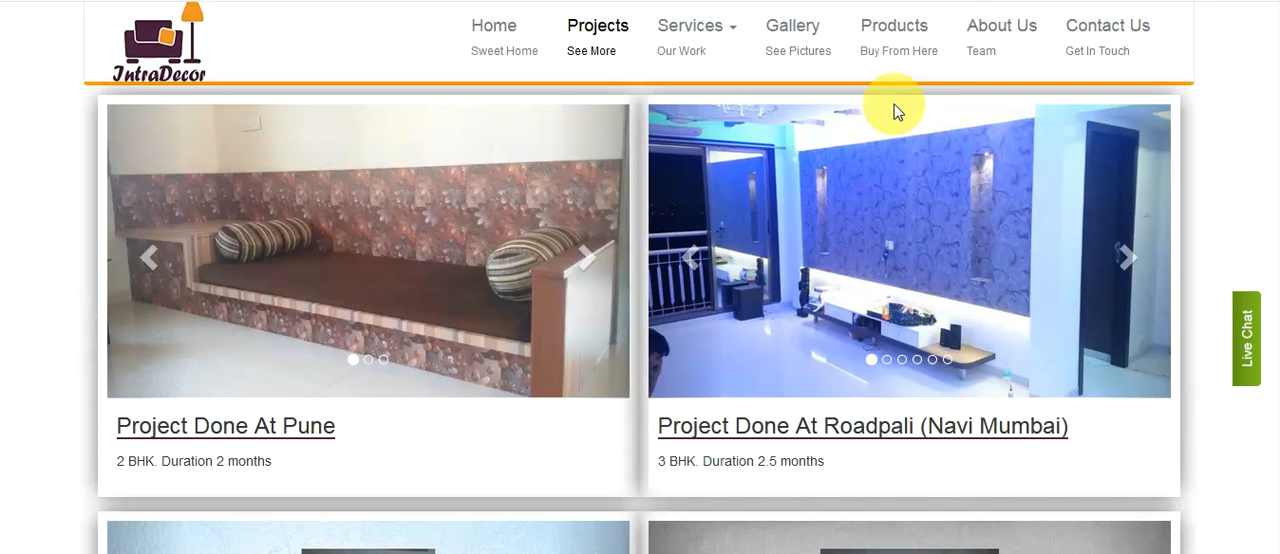 IntraDecor
Home
Sweet Home
Projects
See More
Services
Our Work
Gallery
See Pictures
Products
Buy From Here
About Us
Team
Contact Us
Get In Touch
Live Chat
Project Done At Pune
2 BHK. Duration 2 months
Project Done At Roadpali (Navi Mumbai)
3 BHK. Duration 2.5 months